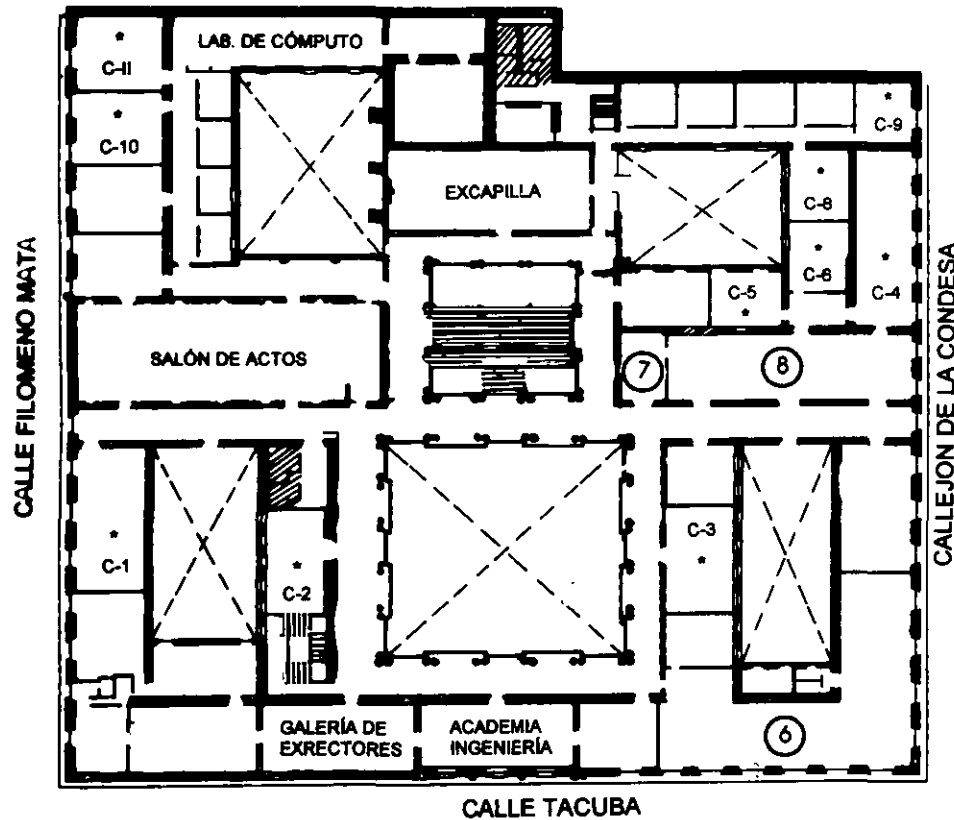 LAB. DE CÓMPUTO
*
C-11
*
C-10
*
C-9
EXCAPILLA
*
C-8
*
C-6
*
C-4
C-5
*
SALÓN DE ACTOS
7
8
CALLE FILOMENO MATA
CALLEJON DE LA CONDESA
*
C-1
*
C-2
C-3
*
GALERÍA DE
EXRECTORES
ACADEMIA
INGENIERÍA
6
CALLE TACUBA